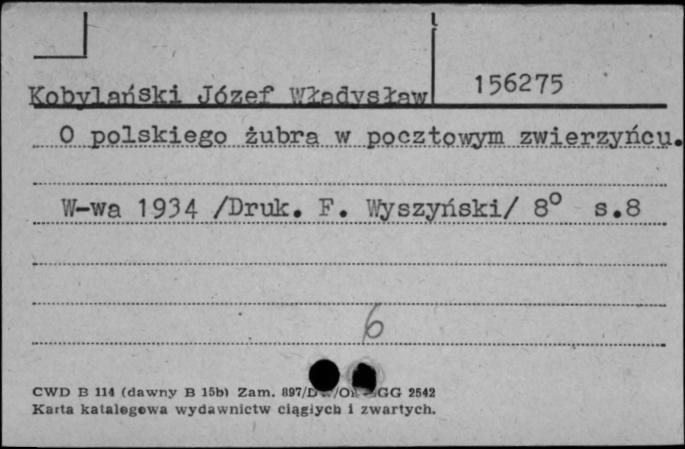 156275
Kobylański Józef Władysław
O polskiego żubra w pocztowym zwierzyńcu.
W-wa 1934 /Druk. F. Wyszyński/ 8° s.8
6
CWD B 114 (dawny B 15b) Zam. 897/ GG 2542
Karta katalogowa wydawnictw ciągłych i zwartych.